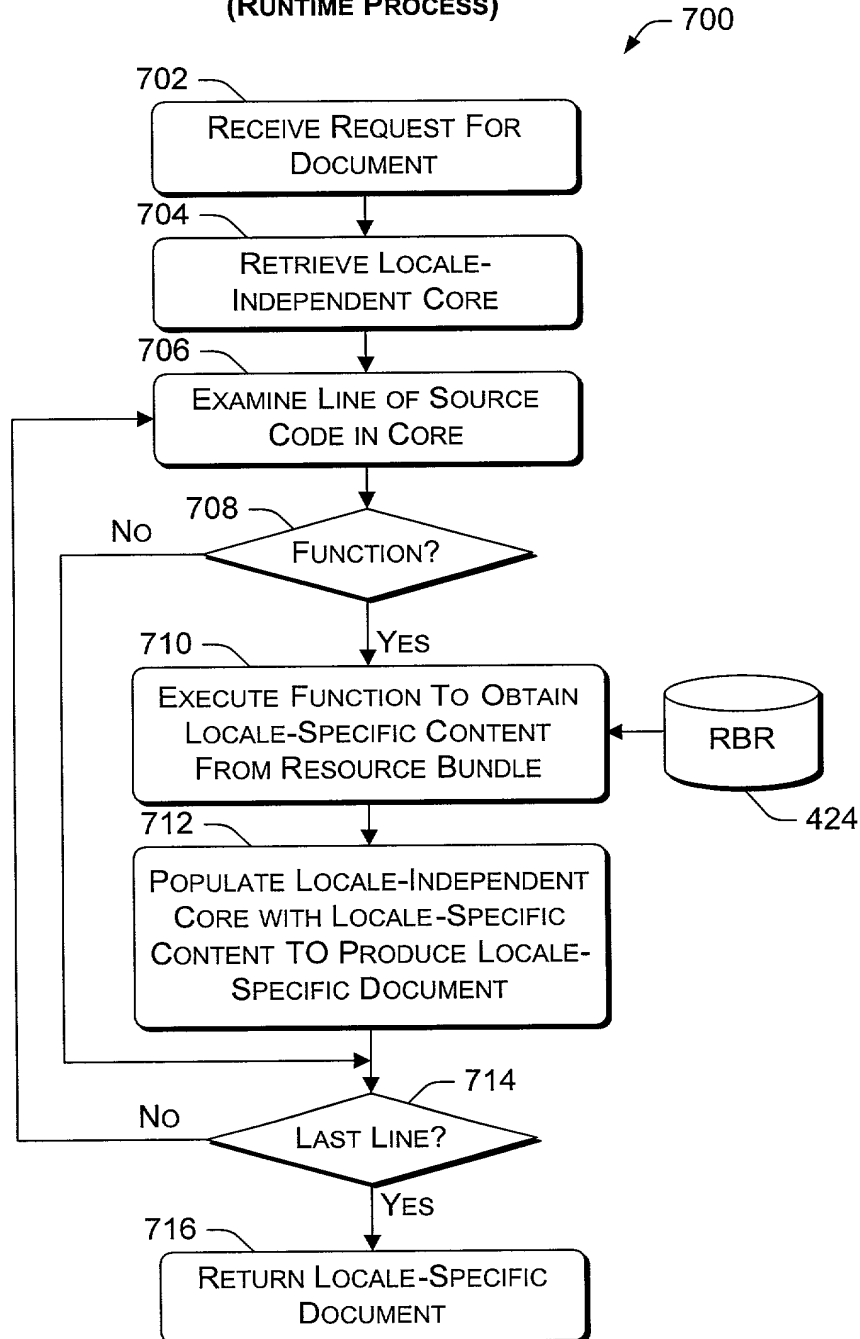 (RUNTIME PROCESS)
700
702
RECEIVE REQUEST FOR
DOCUMENT
704
RETRIEVE LOCALE-
INDEPENDENT CORE
706
EXAMINE LINE OF SOURCE
CODE IN CORE
708
NO
FUNCTION?
YES
710
EXECUTE FUNCTION TO OBTAIN
LOCALE-SPECIFIC CONTENT
FROM RESOURCE BUNDLE
RBR
424
712
POPULATE LOCALE-INDEPENDENT
CORE WITH LOCALE-SPECIFIC
CONTENT TO PRODUCE LOCALE-
SPECIFIC DOCUMENT
714
NO
LAST LINE?
YES
716
RETURN LOCALE-SPECIFIC
DOCUMENT